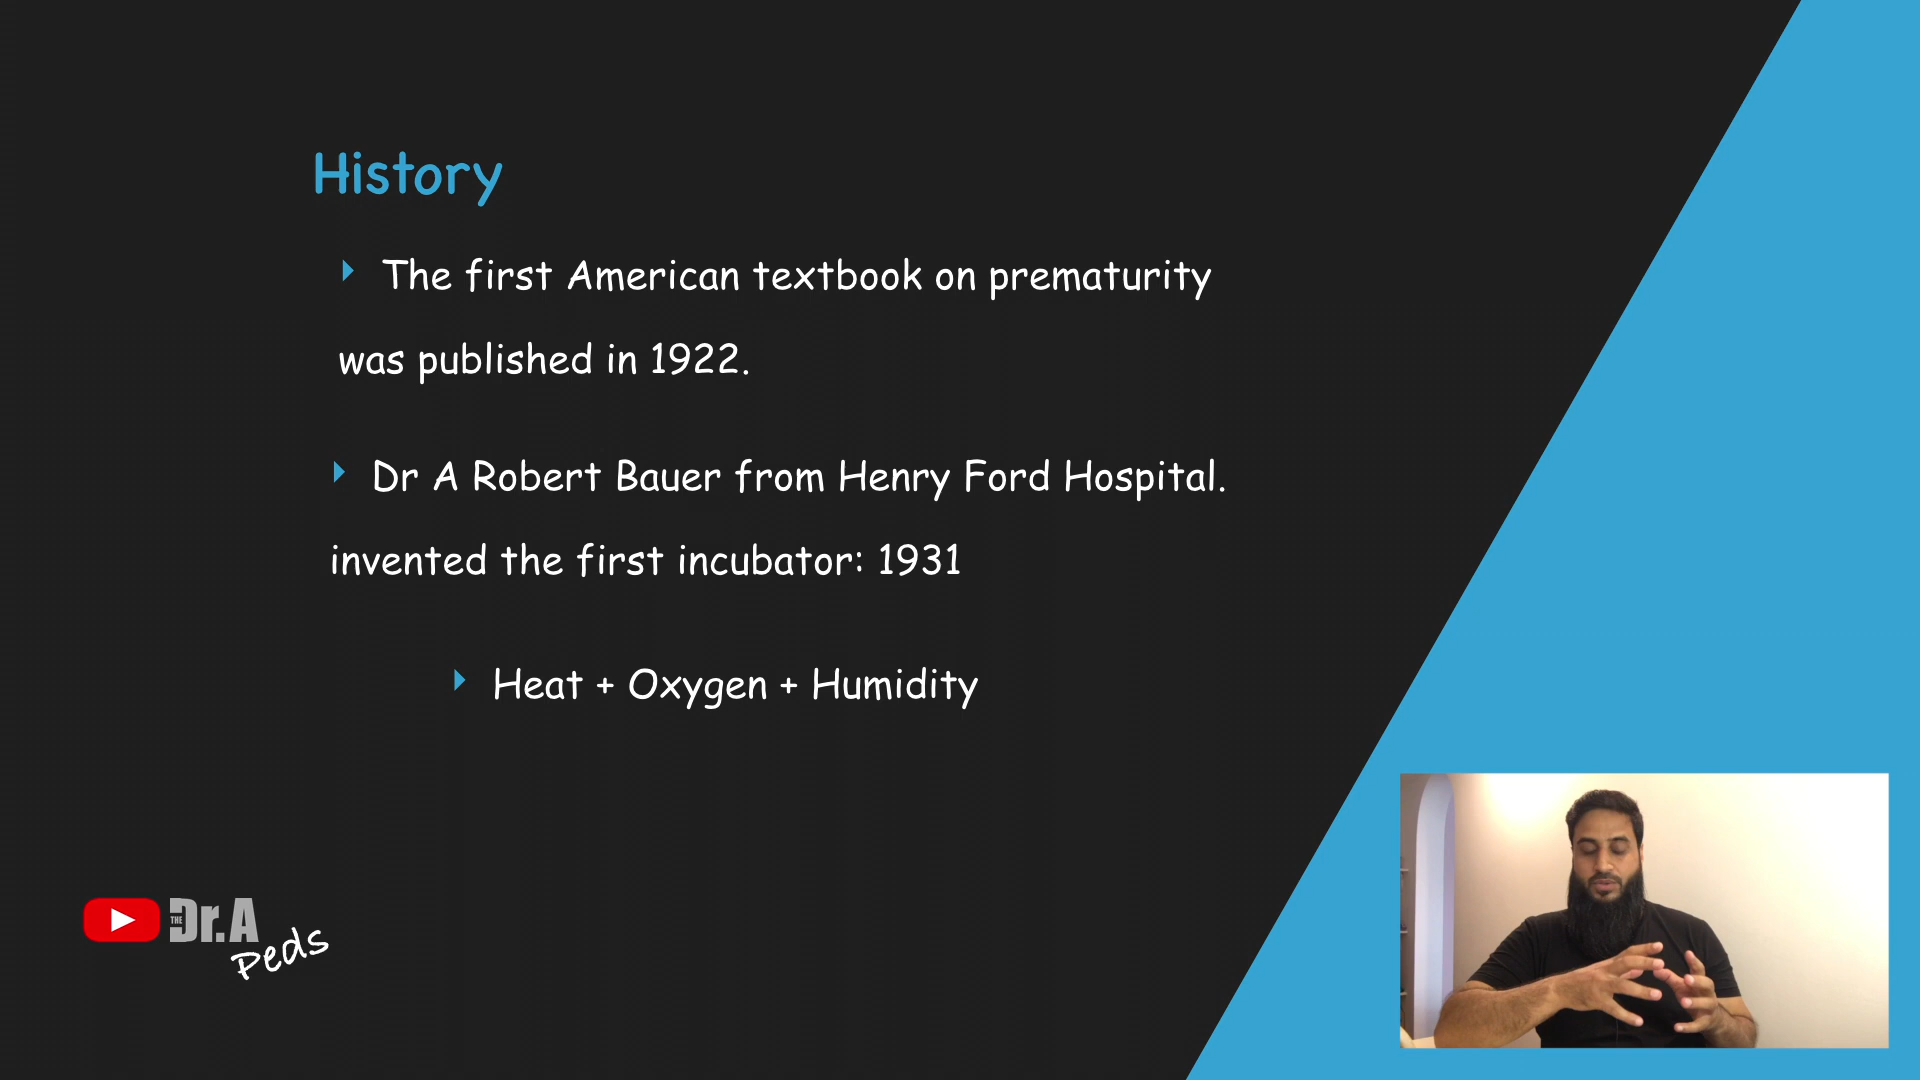 History
The first American textbook on prematurity
was published in 1922.
Dr A Robert Bauer from Henry Ford Hospital.
invented the first incubator: 1931
Heat + Oxygen + Humidity
THE Dr.A
Peds